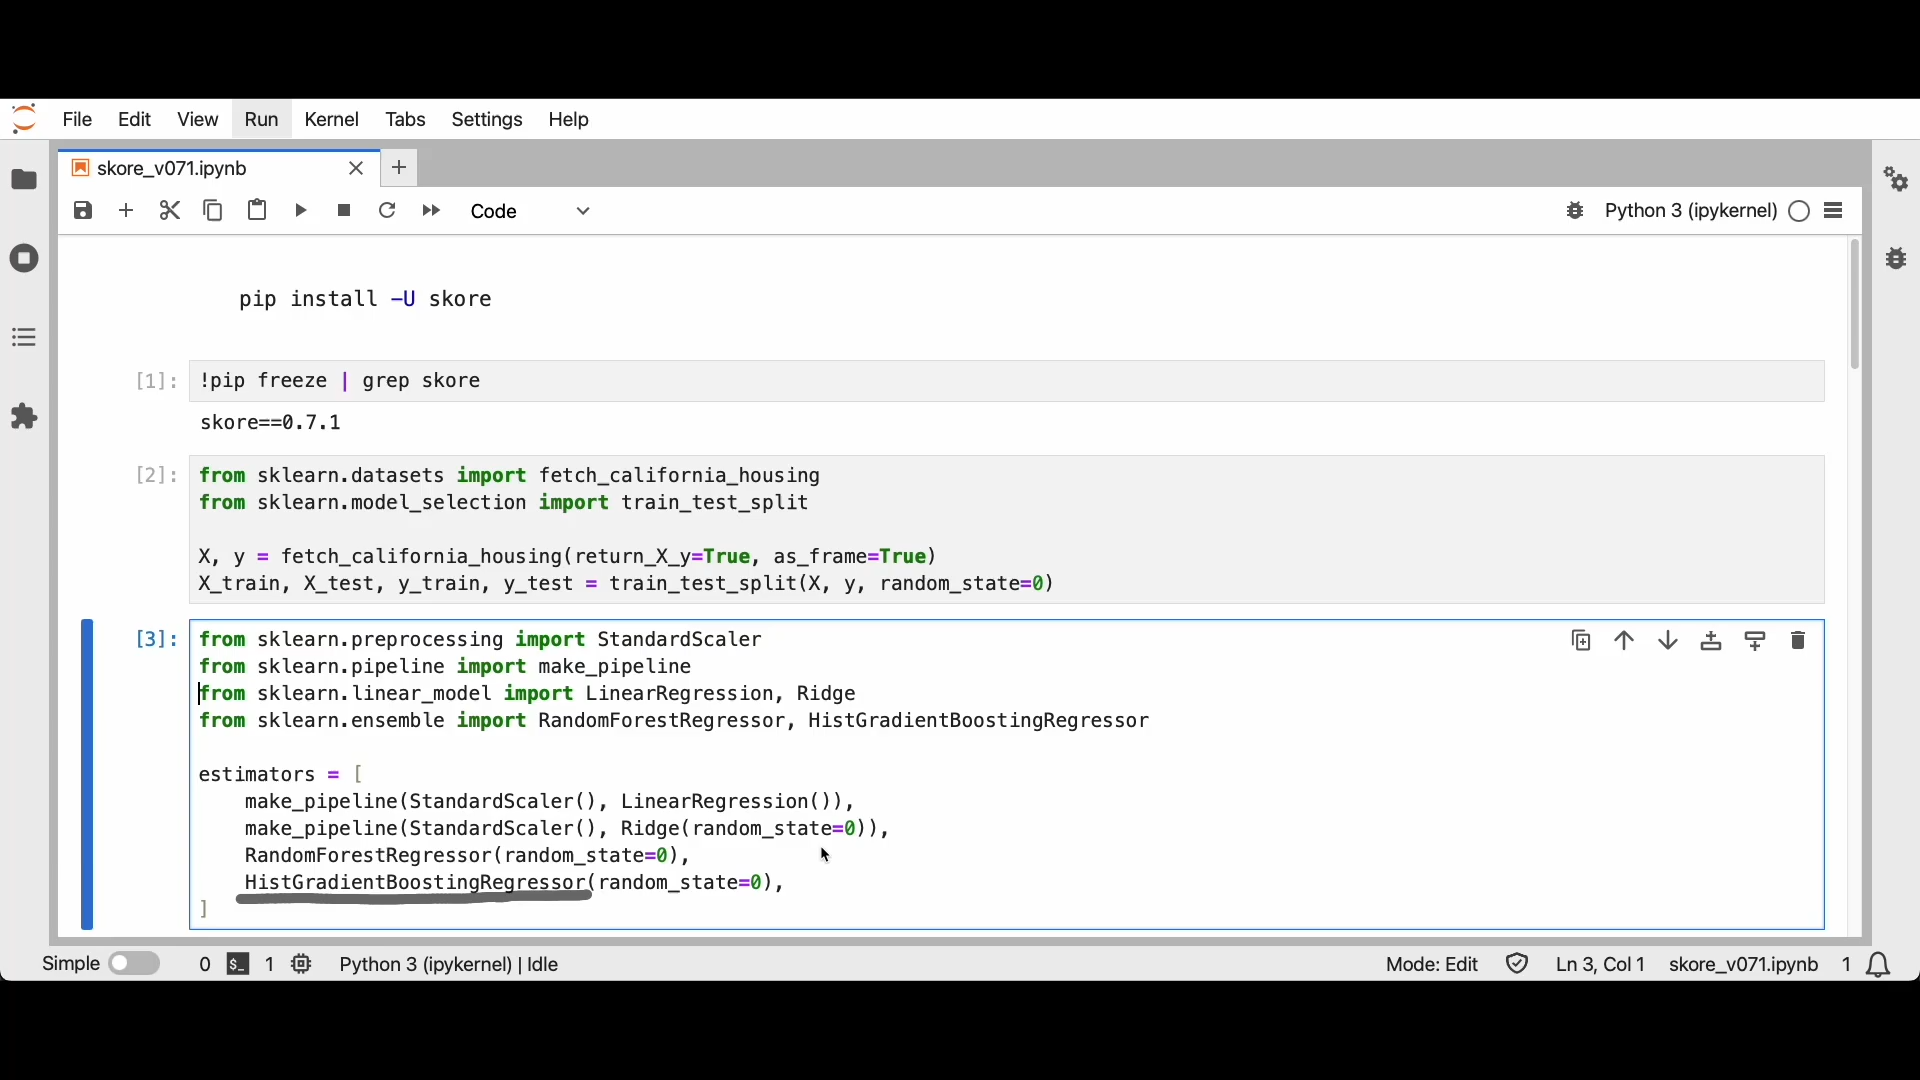 File Edit View Run Kernel Tabs Settings Help
skore_v071.ipynb
Code
Python 3 (ipykernel)
pip install -U skore
[1]: !pip freeze | grep skore
skore==0.7.1
[2]: from sklearn.datasets import fetch_california_housing
from sklearn.model_selection import train_test_split
X, y = fetch_california_housing(return_X_y=True, as_frame=True)
X_train, X_test, y_train, y_test = train_test_split(X, y, random_state=0)
[3]: from sklearn.preprocessing import StandardScaler
from sklearn.pipeline import make_pipeline
from sklearn.linear_model import LinearRegression, Ridge
from sklearn.ensemble import RandomForestRegressor, HistGradientBoostingRegressor
estimators = [
make_pipeline(StandardScaler(), LinearRegression()),
make_pipeline(StandardScaler(), Ridge(random_state=0)),
RandomForestRegressor(random_state=0),
HistGradientBoostingRegressor(random_state=0),
]
Simple 0 $_ 1 Python 3 (ipykernel) | Idle Mode: Edit Ln 3, Col 1 skore_v071.ipynb 1